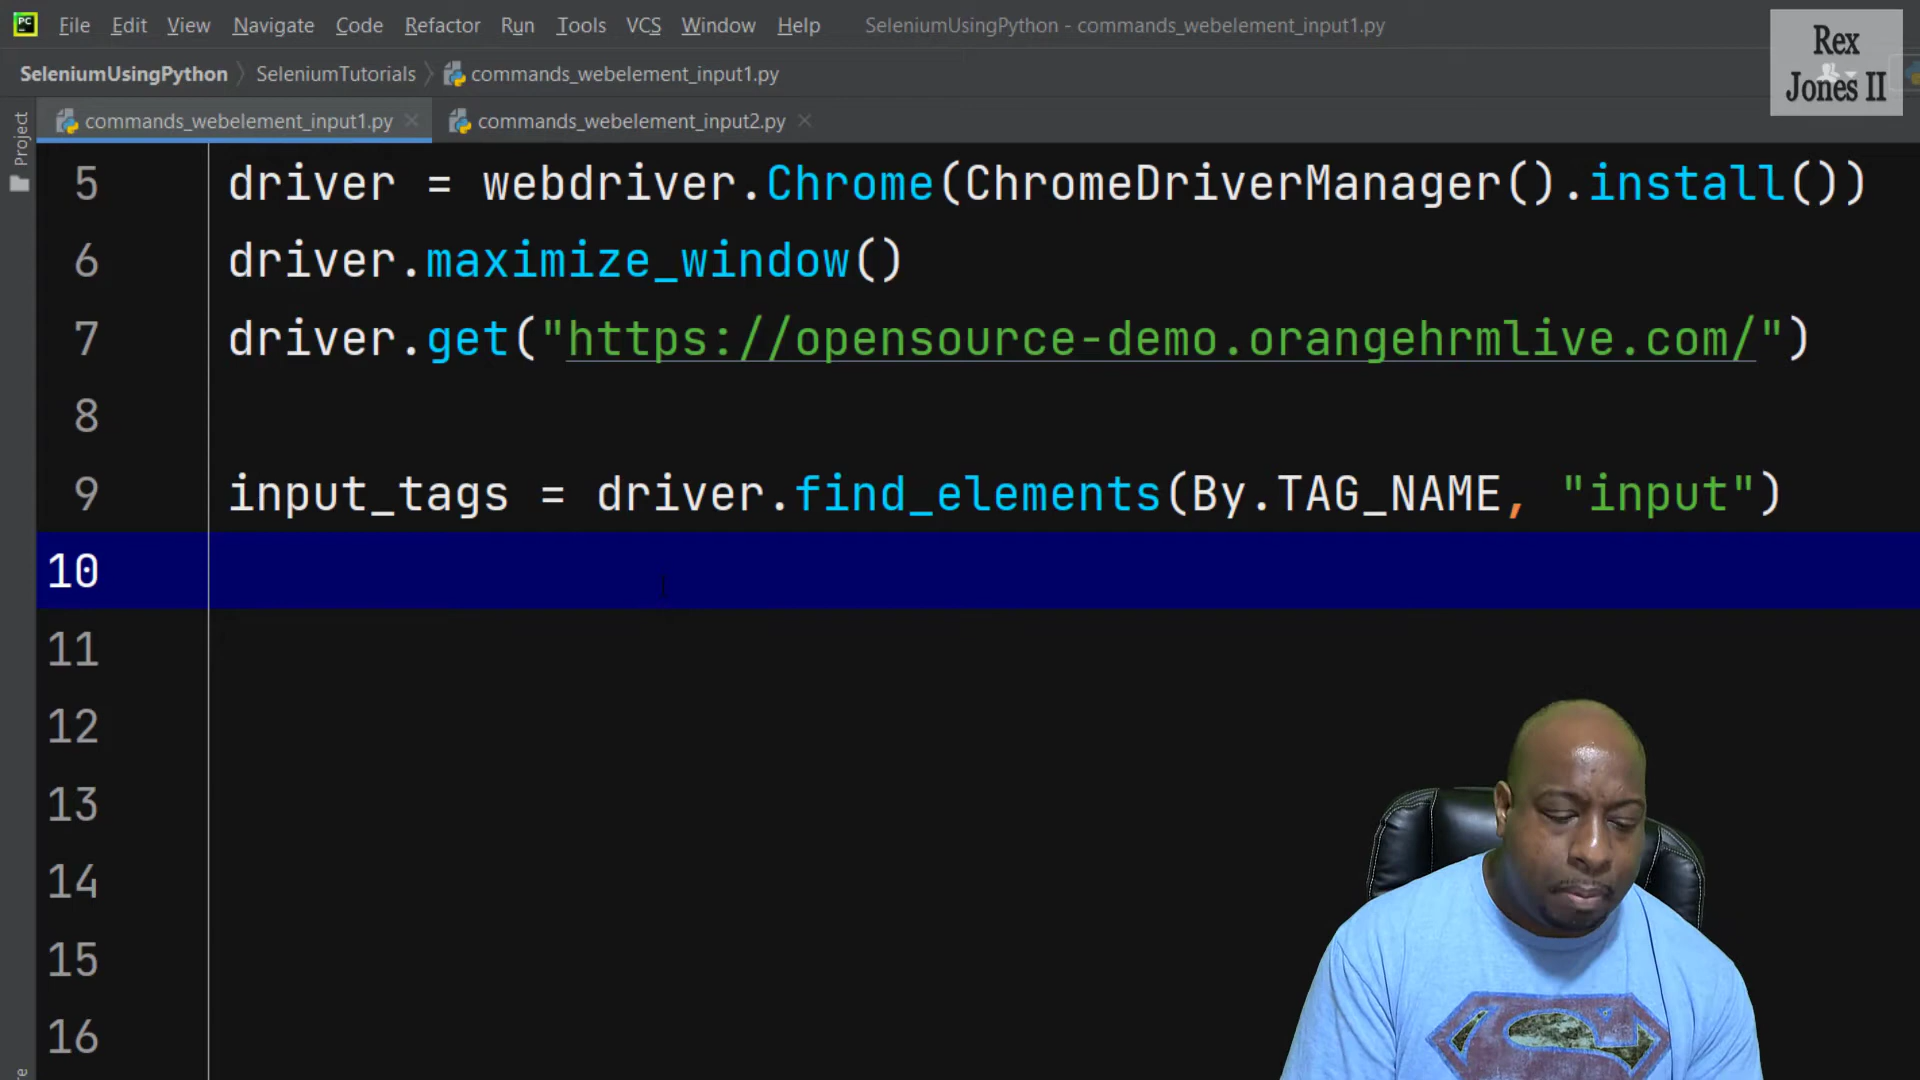 File Edit View Navigate Code Refactor Run Tools VCS Window Help SeleniumUsingPython - commands_webelement_input1.py
Rex
Jones II
SeleniumUsingPython SeleniumTutorials commands_webelement_input1.py
commands_webelement_input1.py commands_webelement_input2.py
Project
5 driver = webdriver.Chrome(ChromeDriverManager().install())
6 driver.maximize_window()
7 driver.get("https://opensource-demo.orangehrmlive.com/")
8
9 input_tags = driver.find_elements(By.TAG_NAME, "input")
10
11
12
13
14
15
16